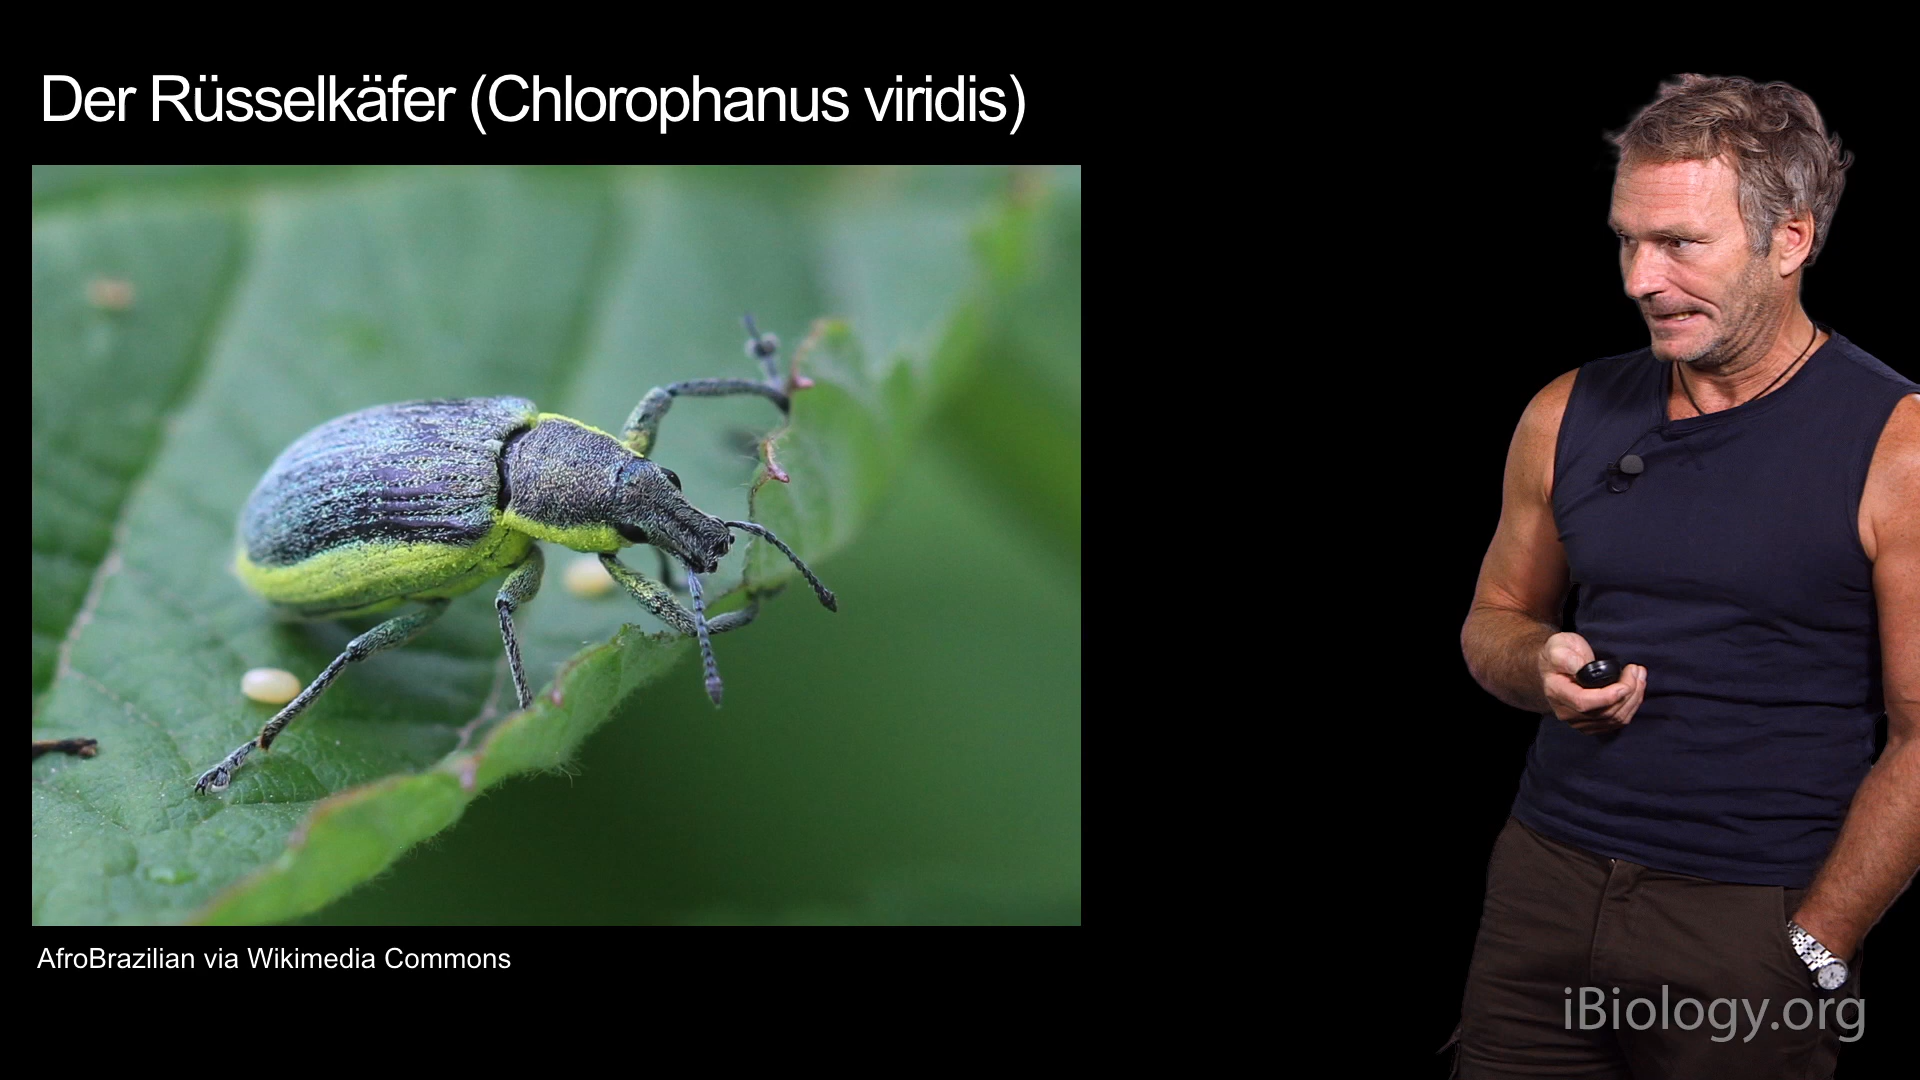 Der Rüsselkäfer (Chlorophanus viridis)
AfroBrazilian via Wikimedia Commons
iBiology.org